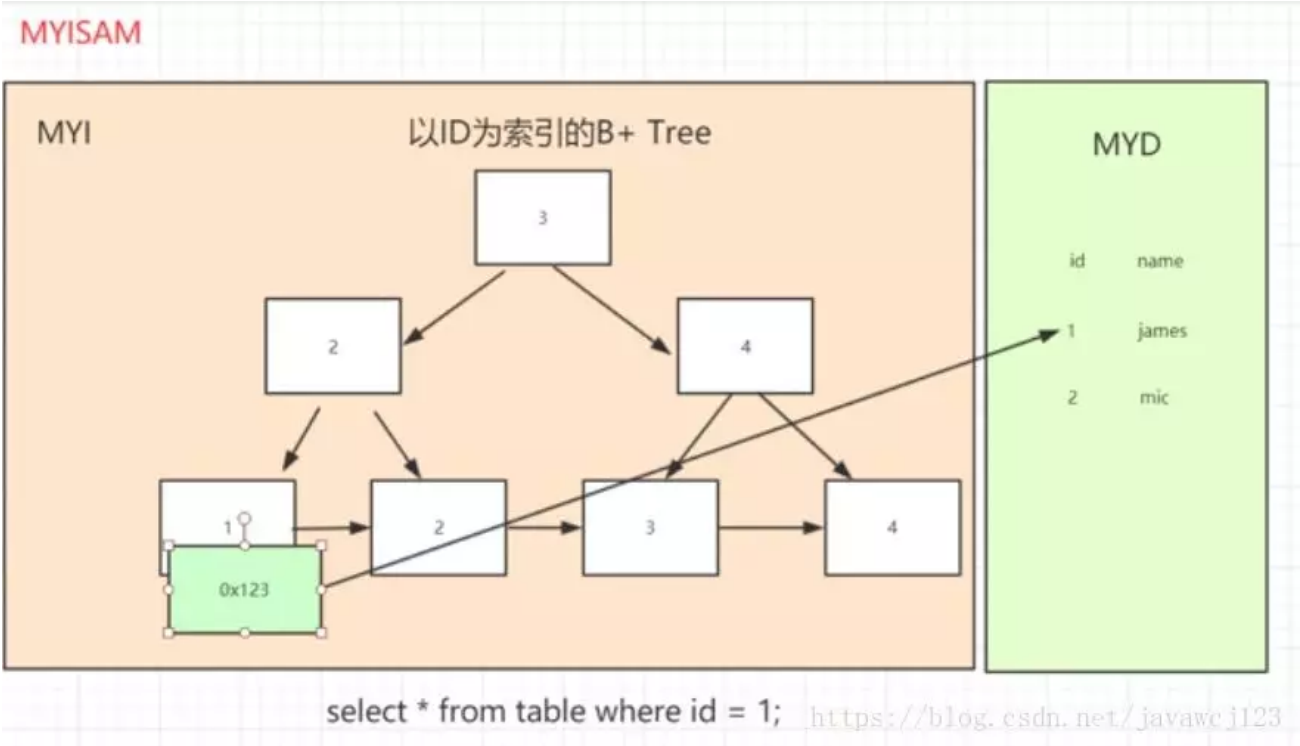 MYISAM
MYI
以ID为索引的B+ Tree
MYD
3
id name
2
4
1 james
2 mic
1
2
3
4
0x123
select * from table where id = 1;
https://blog.csdn.net/javawcj123